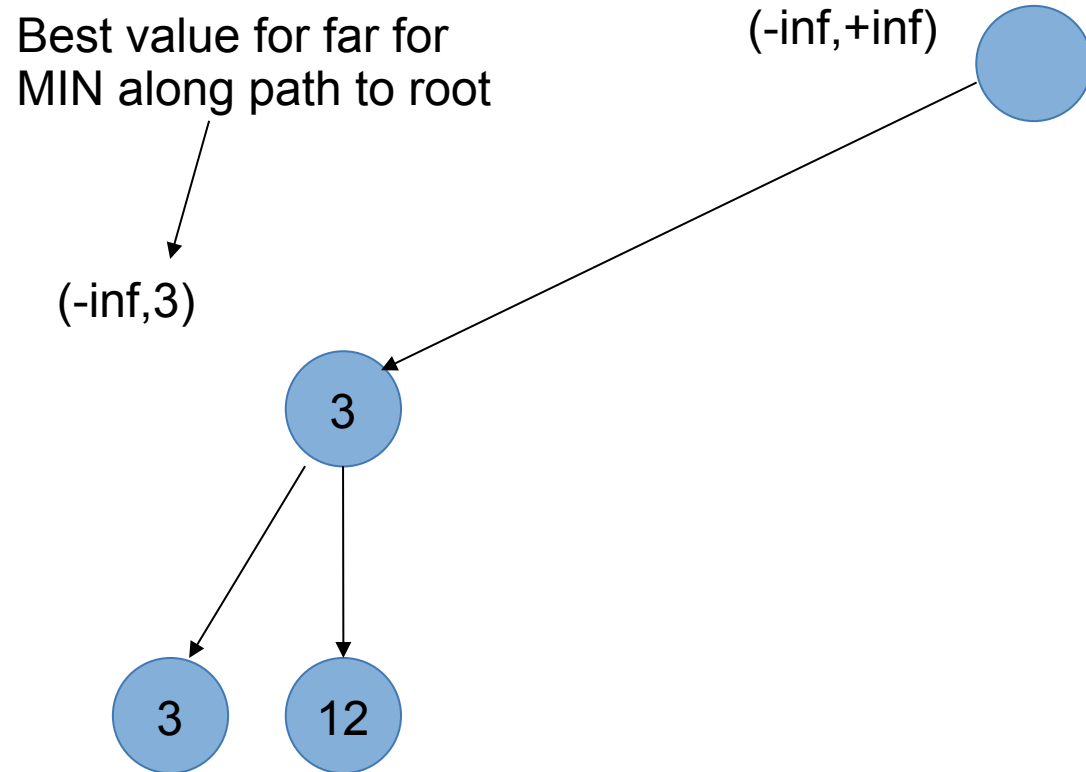 Best value for far for
MIN along path to root
(-inf,+inf)
(-inf,3)
3
3
12